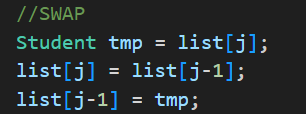 //SWAP
Student tmp = list[j];
list[j] = list[j-1];
list[j-1] = tmp;